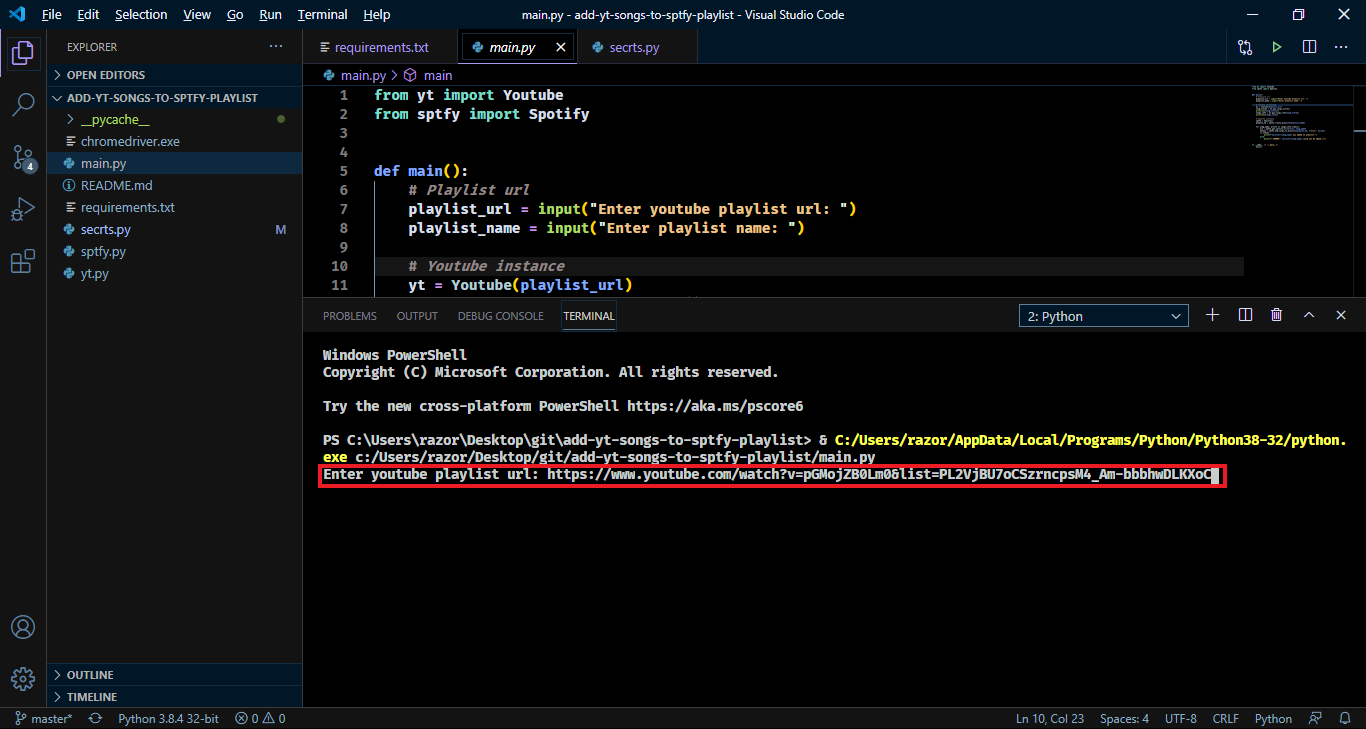 File Edit Selection View Go Run Terminal Help main.py - add-yt-songs-to-sptfy-playlist - Visual Studio Code
EXPLORER ···
OPEN EDITORS
ADD-YT-SONGS-TO-SPTFY-PLAYLIST
__pycache__
chromedriver.exe
main.py
README.md
requirements.txt
secrts.py M
sptfy.py
yt.py
4
OUTLINE
TIMELINE
requirements.txt main.py secrts.py
main.py > main
1 from yt import Youtube
2 from sptfy import Spotify
3
4
5 def main():
6 # Playlist url
7 playlist_url = input("Enter youtube playlist url: ")
8 playlist_name = input("Enter playlist name: ")
9
10 # Youtube instance
11 yt = Youtube(playlist_url)
PROBLEMS OUTPUT DEBUG CONSOLE TERMINAL 2: Python
Windows PowerShell
Copyright (C) Microsoft Corporation. All rights reserved.
Try the new cross-platform PowerShell https://aka.ms/pscore6
PS C:\Users\razor\Desktop\git\add-yt-songs-to-sptfy-playlist> & C:/Users/razor/AppData/Local/Programs/Python/Python38-32/python.
exe c:/Users/razor/Desktop/git/add-yt-songs-to-sptfy-playlist/main.py
Enter youtube playlist url: https://www.youtube.com/watch?v=pGMojZB0Lm0&list=PL2VjBU7oCSzrncpsM4_Am-bbbhwDLKXoC
master* Python 3.8.4 32-bit 0 0 Ln 10, Col 23 Spaces: 4 UTF-8 CRLF Python